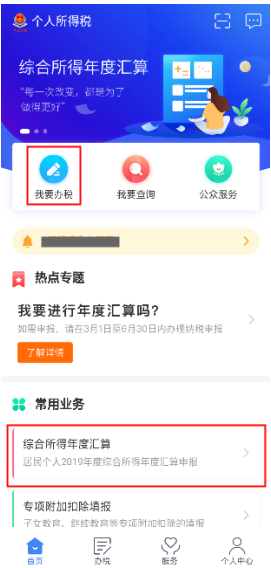 个人所得税
综合所得年度汇算
“每一次改变，都是为了
做得更好”
我要办税
我要查询
公众服务
热点专题
我要进行年度汇算吗?
如需申报，请在3月1日至6月30日内办理纳税申报
了解详情
常用业务
综合所得年度汇算
居民个人2019年度综合所得年度汇算申报
专项附加扣除填报
子女教育、继续教育等专项附加扣除的填报
首页
办税
服务
个人中心